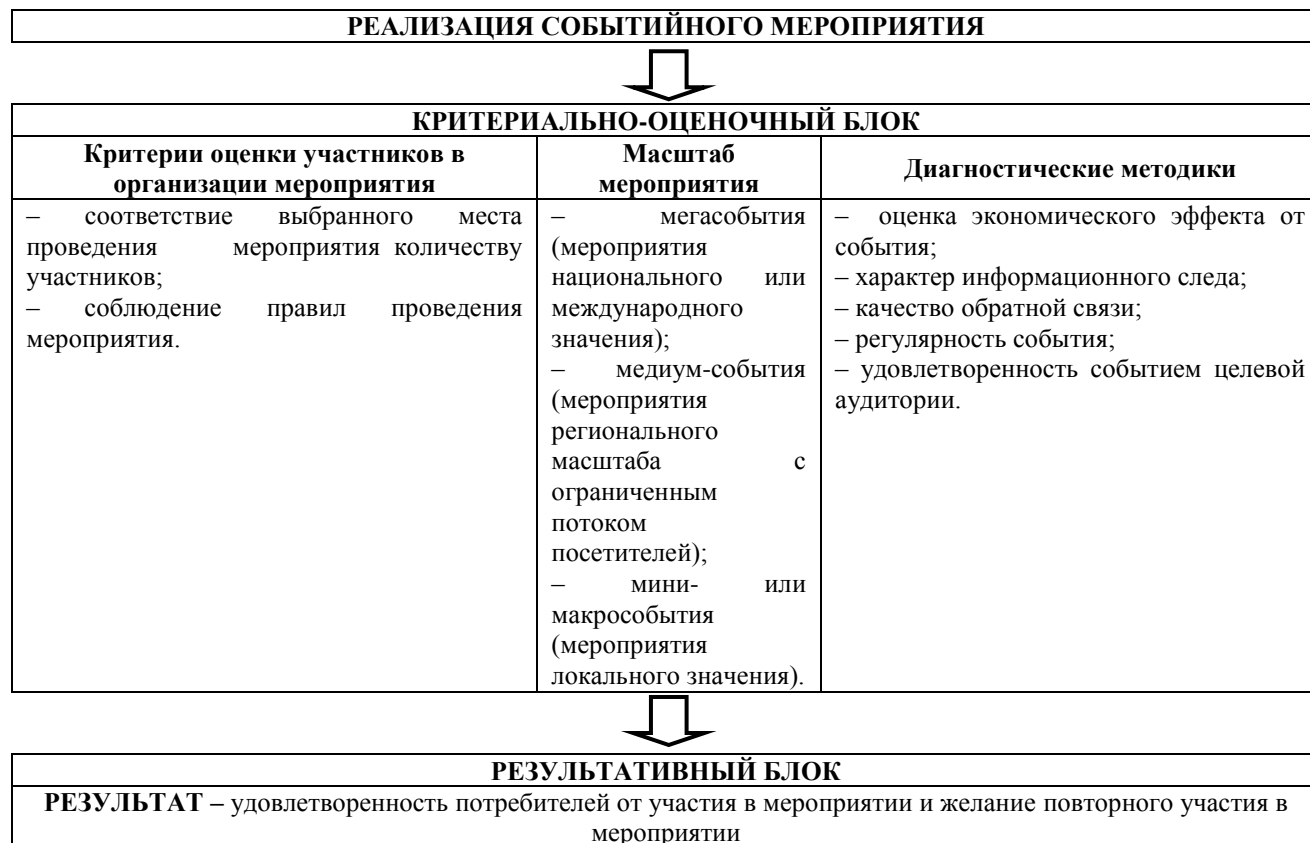 РЕАЛИЗАЦИЯ СОБЫТИЙНОГО МЕРОПРИЯТИЯ
КРИТЕРИАЛЬНО-ОЦЕНОЧНЫЙ БЛОК
Критерии оценки участников в
организации мероприятия
– соответствие выбранного места
проведения мероприятия количеству
участников;
– соблюдение правил проведения
мероприятия.
Масштаб
мероприятия
– мегасобытия
(мероприятия
национального или
международного
значения);
– медиум-события
(мероприятия
регионального
масштаба с
ограниченным
потоком
посетителей);
– мини- или
макрособытия
(мероприятия
локального значения).
Диагностические методики
– оценка экономического эффекта от
события;
– характер информационного следа;
– качество обратной связи;
– регулярность события;
– удовлетворенность событием целевой
аудитории.
РЕЗУЛЬТАТИВНЫЙ БЛОК
РЕЗУЛЬТАТ – удовлетворенность потребителей от участия в мероприятии и желание повторного участия в
мероприятии